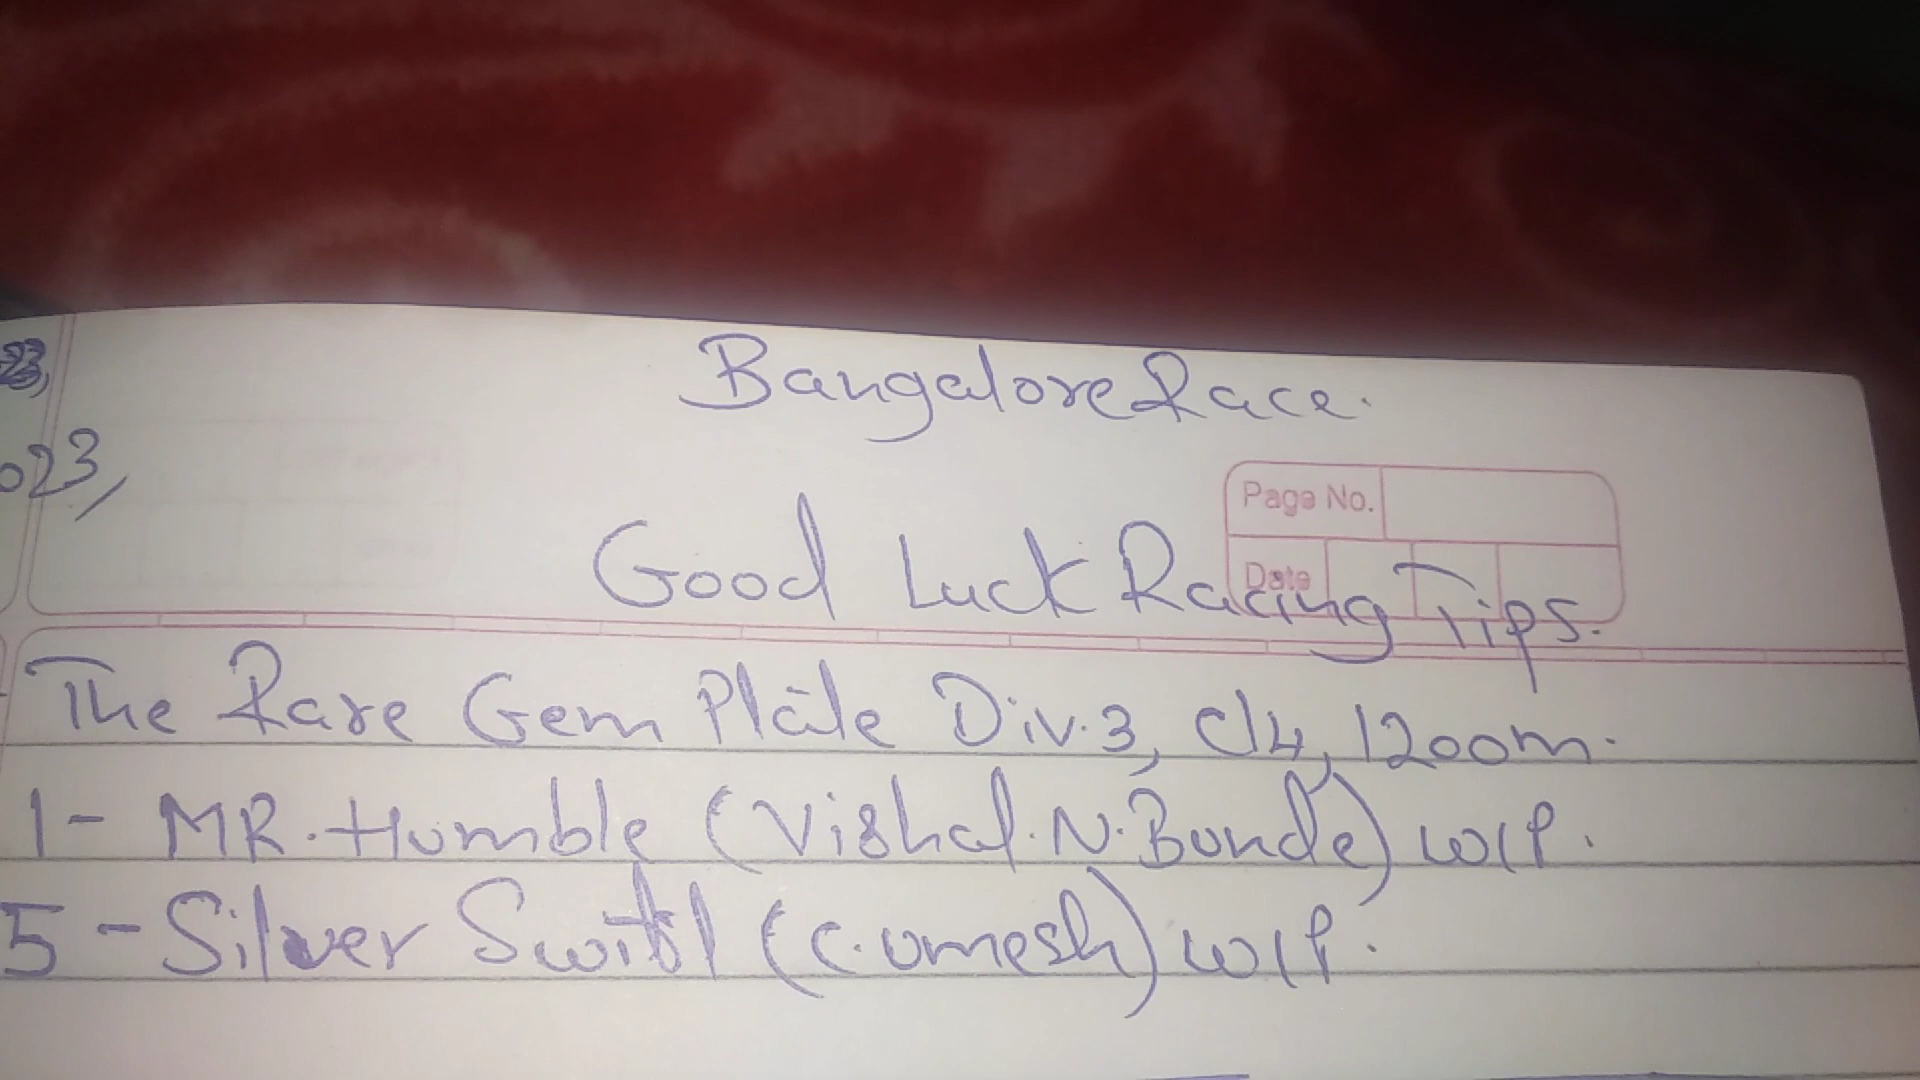 23,
Bangalore Race.
023,
Page No.
Good Luck Racing Tips.
Date
The Rare Gem Plate Div.3, Cl4, 1200m.
1- MR. Humble (Vishal.N.Bunde) W/P.
5 - Silver Swift (C.Umesh) W/P.